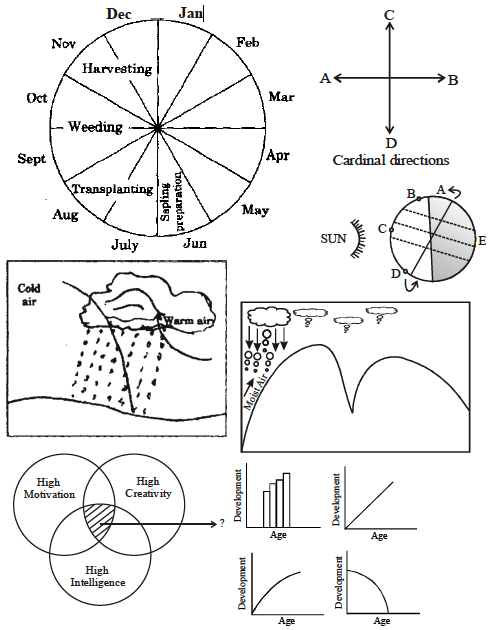 Dec
Jan
Nov
Feb
Harvesting
Oct
Mar
Weeding
Sept
Apr
Transplanting
Sapling
preparation
Aug
May
July
Jun
C
A
B
D
Cardinal directions
B
A
C
SUN
E
D
Cold
air
Warm air
Moist Air
High
Motivation
High
Creativity
?
High
Intelligence
Development
Age
Development
Age
Development
Age
Development
Age